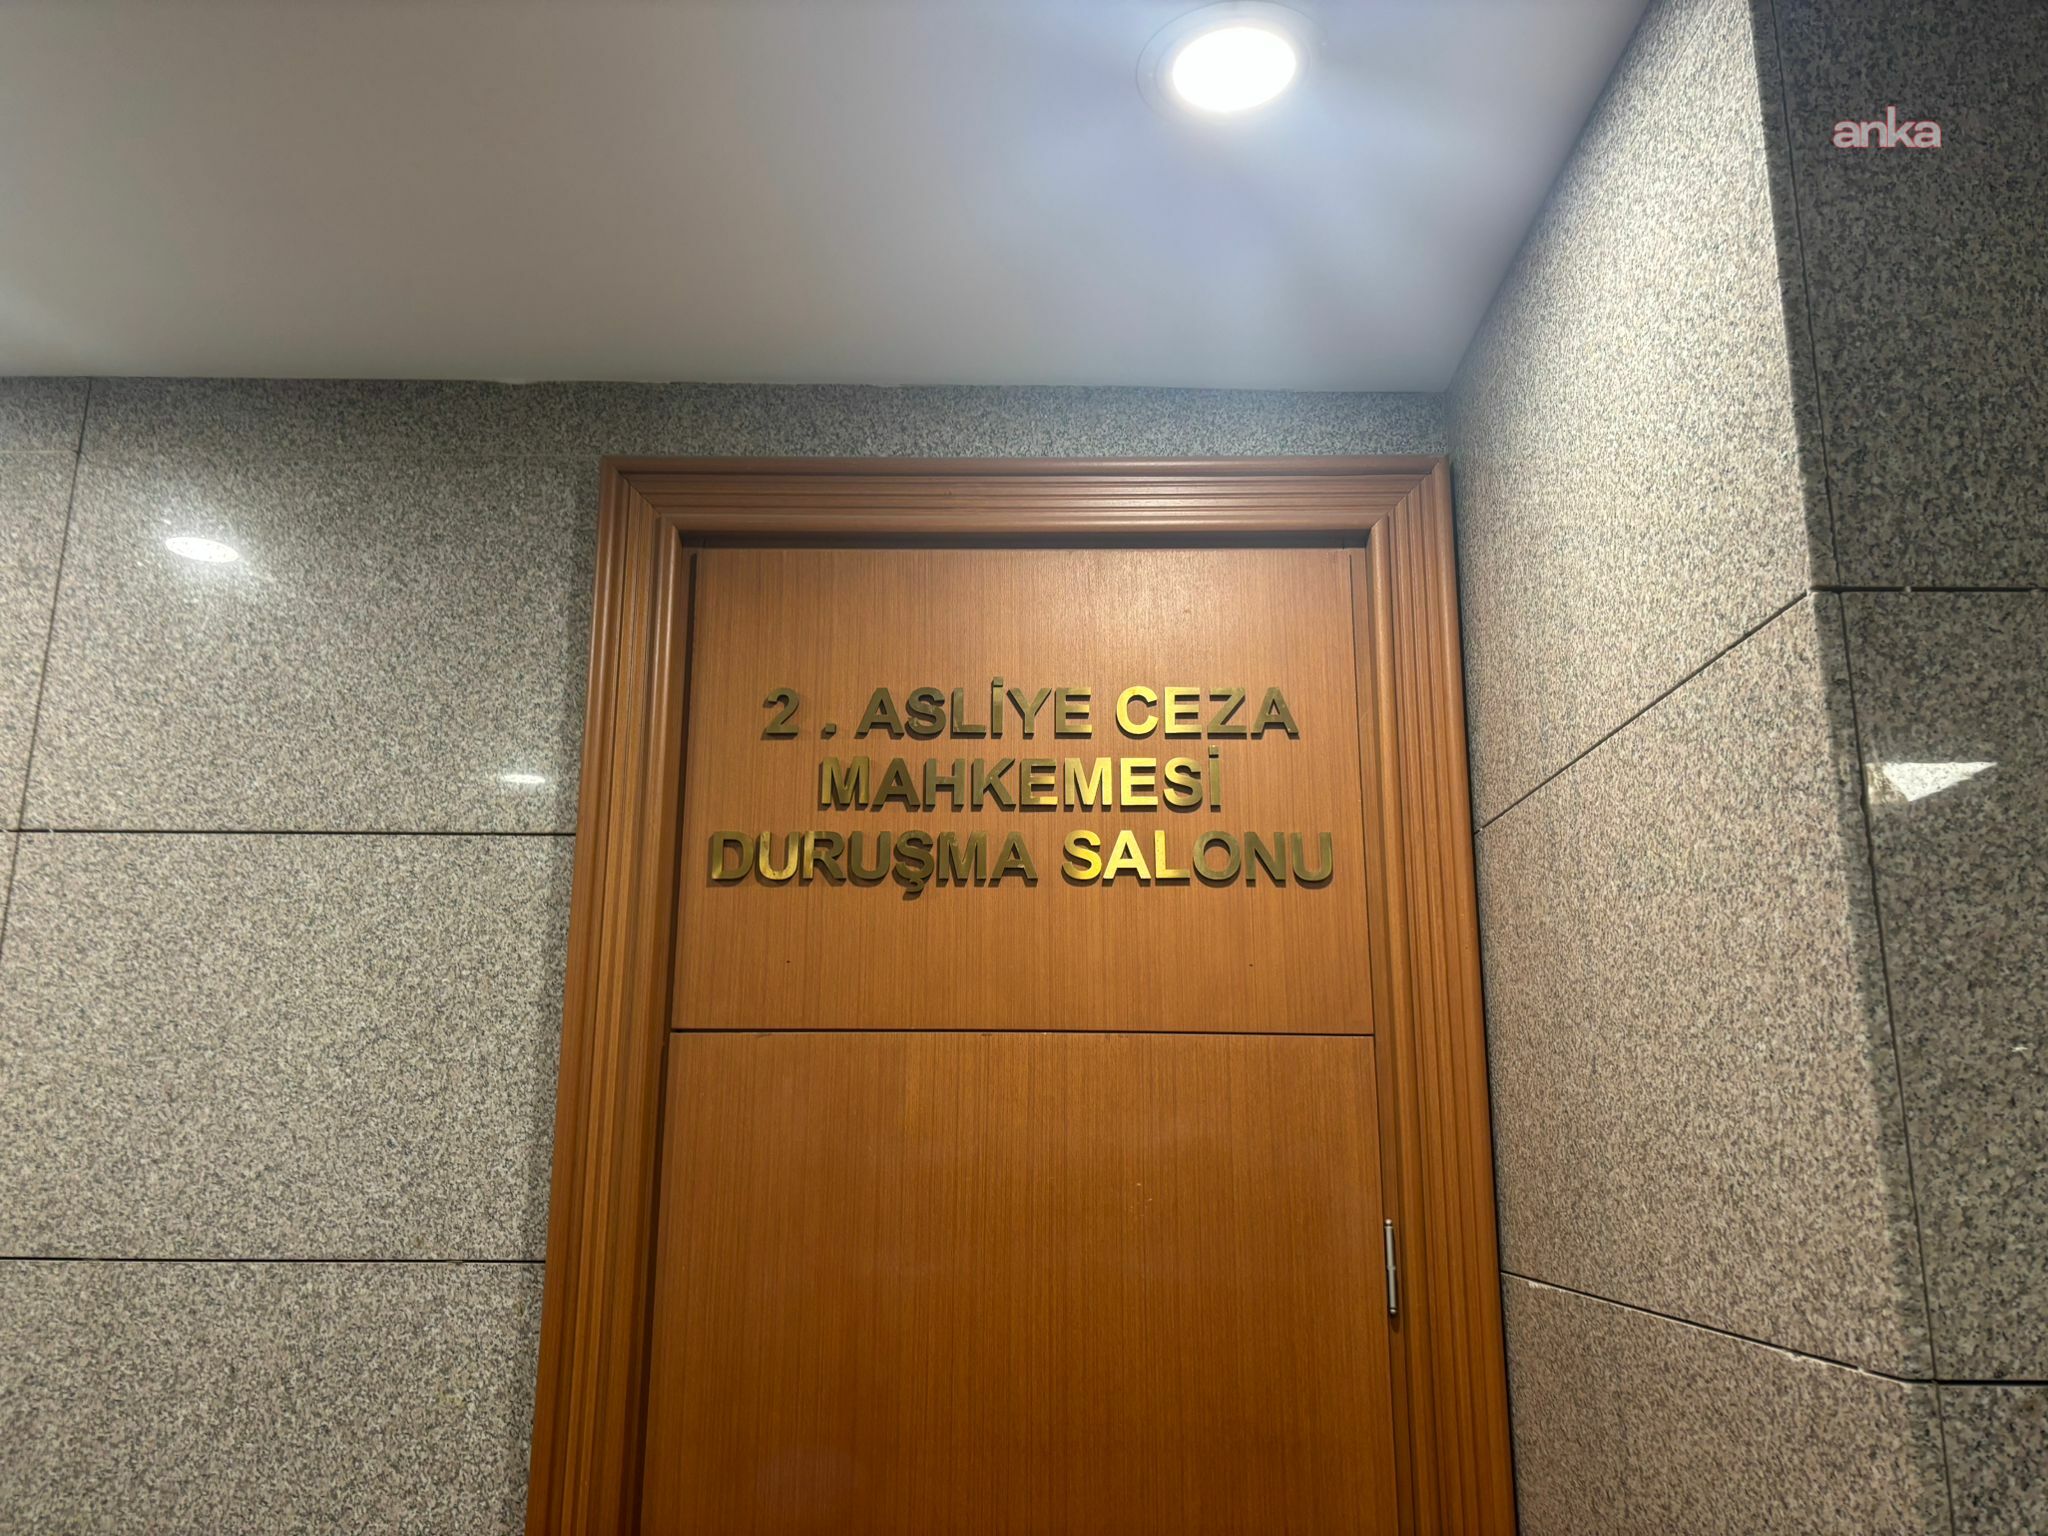 anka
2 . ASLİYE CEZA
MAHKEMESİ
DURUŞMA SALONU